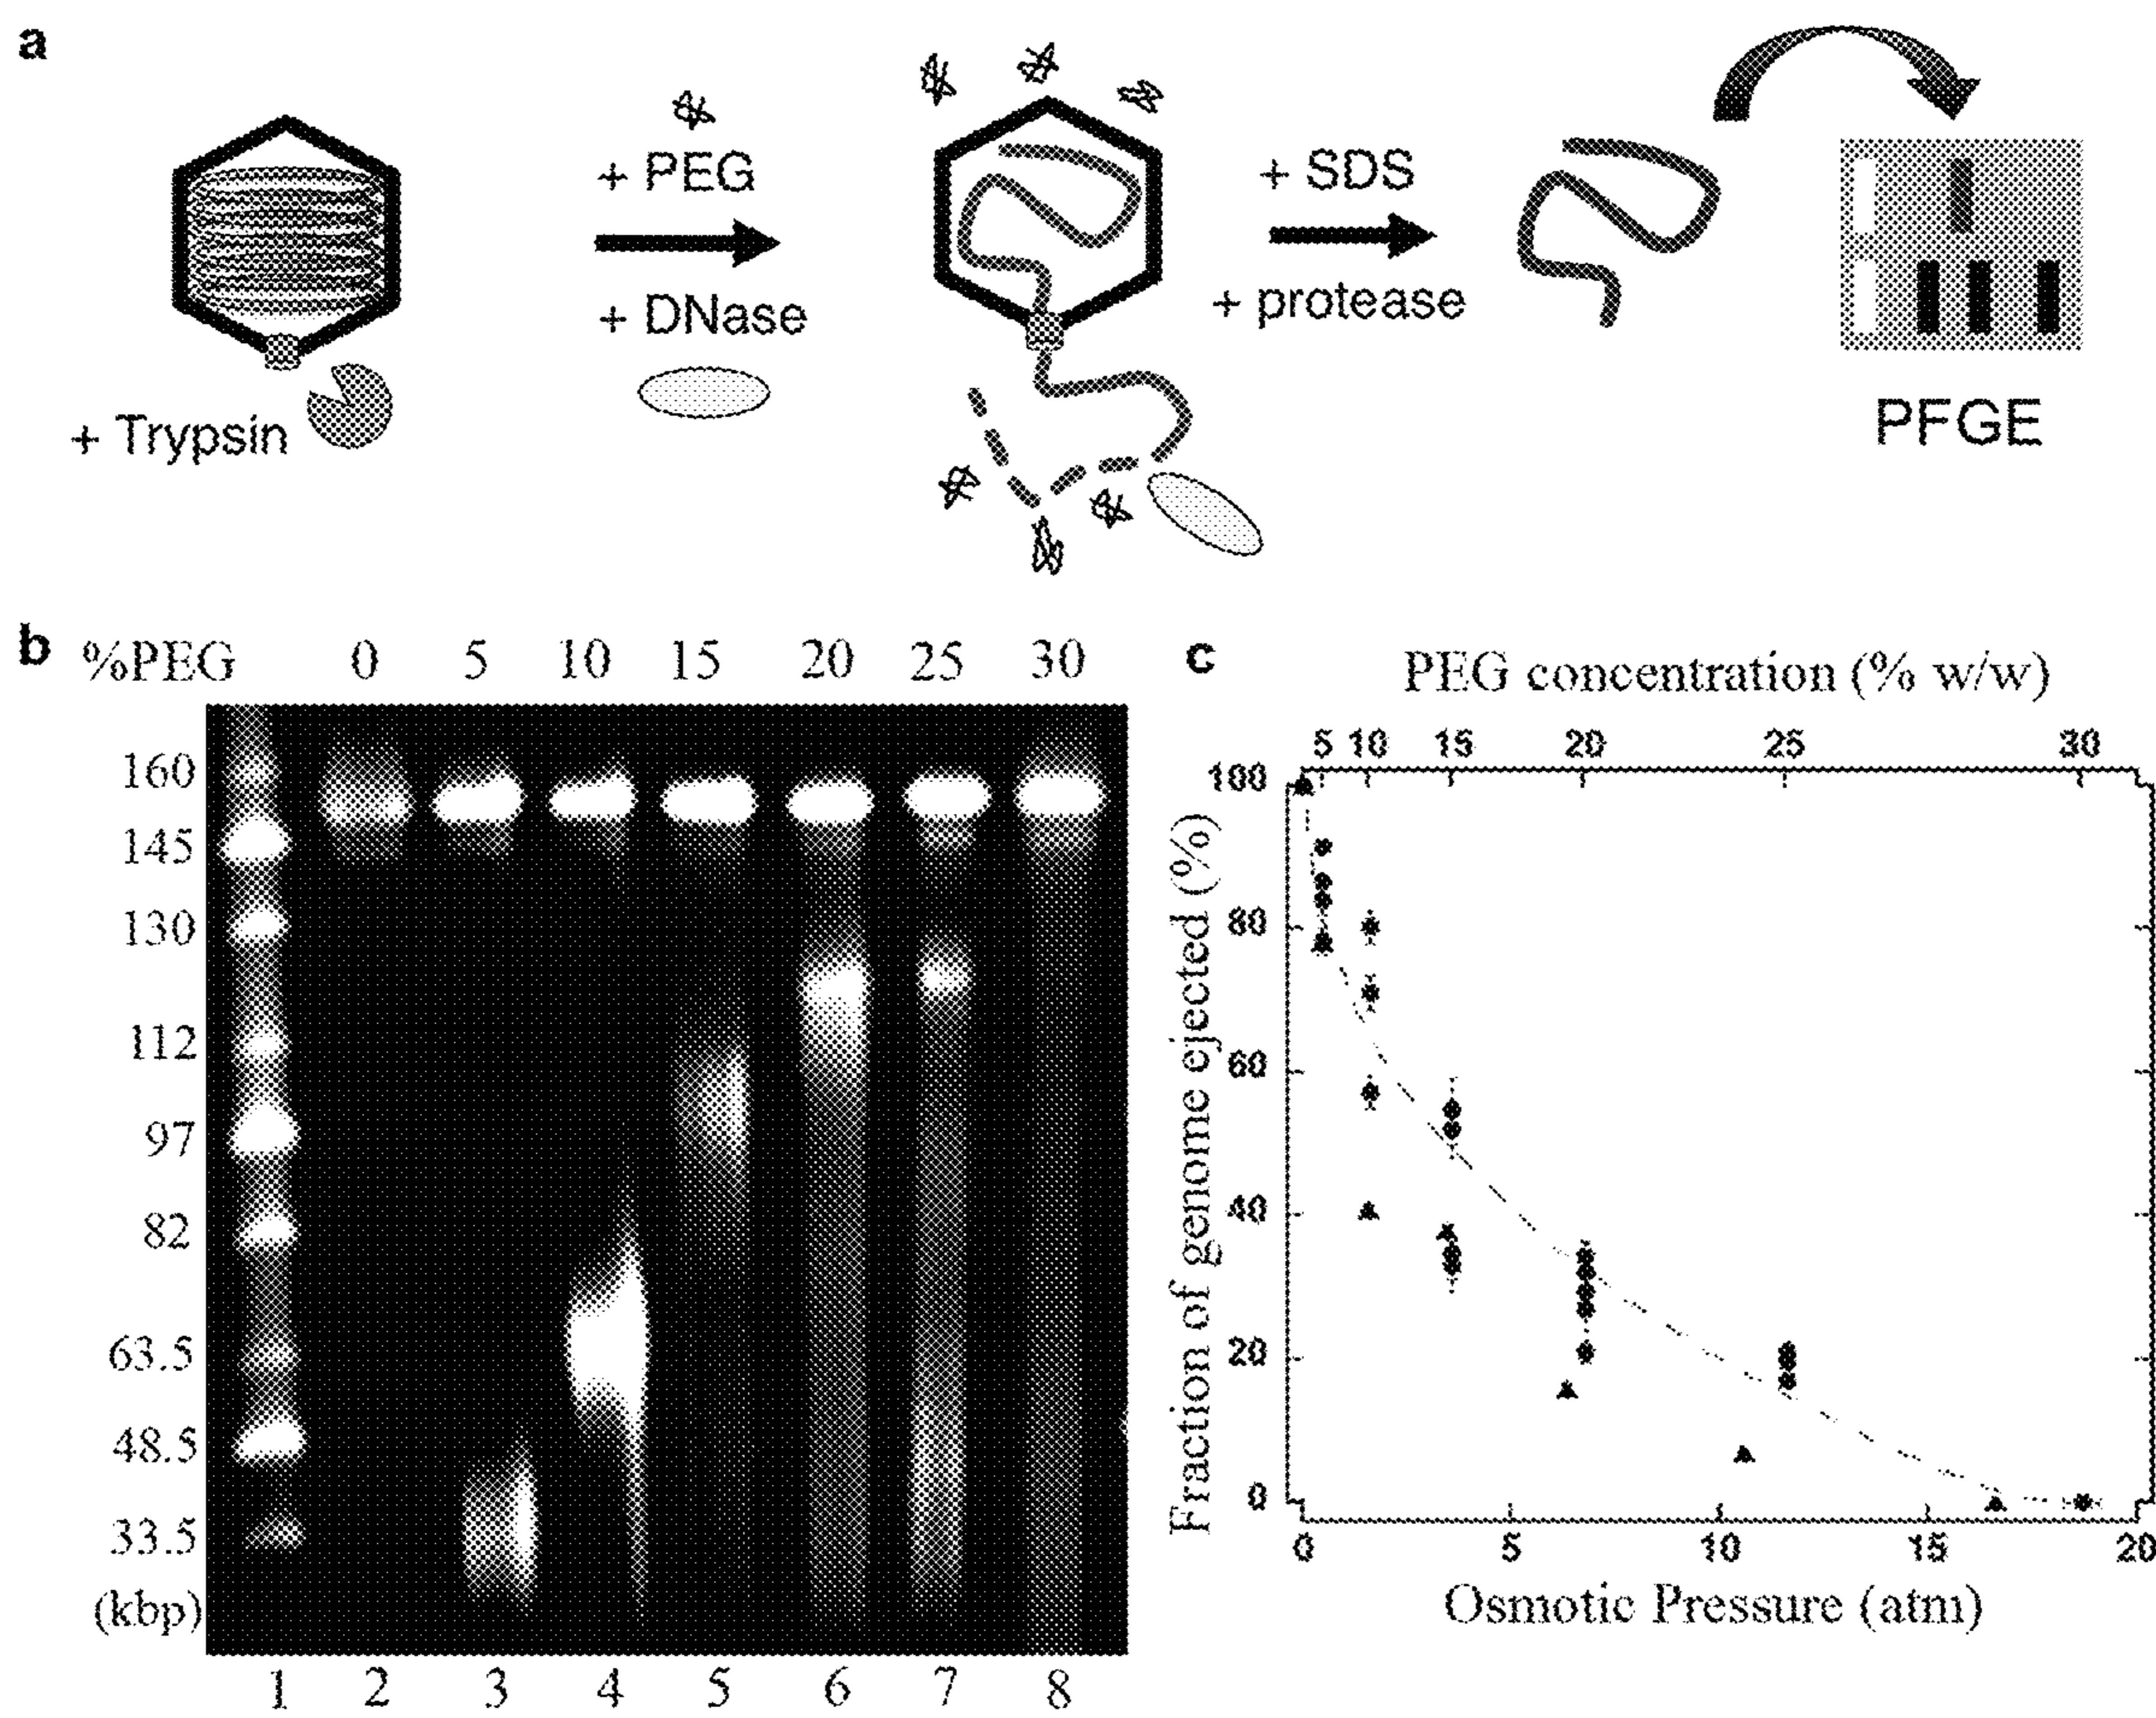 a
+ PEG
+ DNase
+ Trypsin
+ SDS
+ protease
PFGE
b
%PEG 0 5 10 15 20 25 30
160
145
130
112
97
82
63.5
48.5
33.5
(kbp)
1 2 3 4 5 6 7 8
c
PEG concentration (% w/w)
5 10 15 20 25 30
Fraction of genome ejected (%)
100
80
60
40
20
0
0 5 10 15 20
Osmotic Pressure (atm)